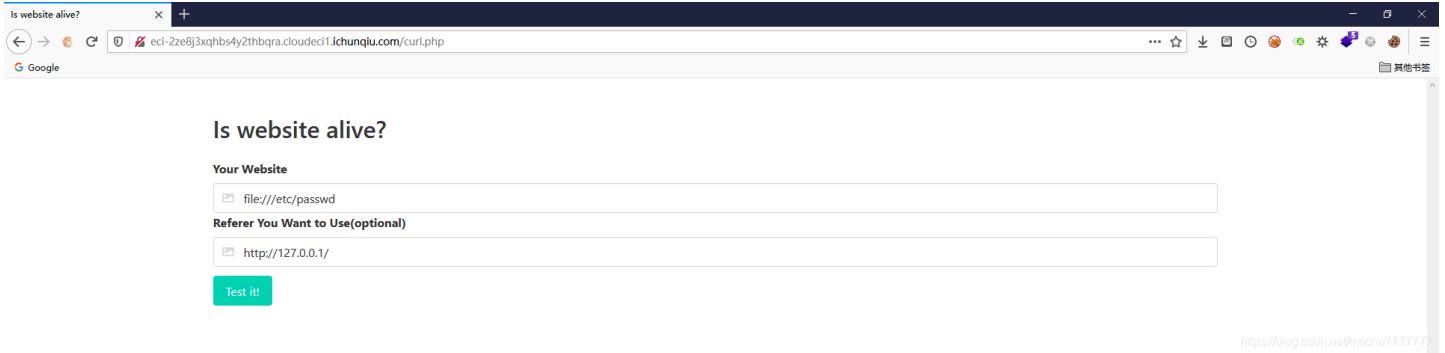 Is website alive?
eci-2ze8j3xqhbs4y2thbqra.cloudeci1.ichunqiu.com/curl.php
5
Google
其他书签
Is website alive?
Your Website
file:///etc/passwd
Referer You Want to Use(optional)
http://127.0.0.1/
Test it!
https://blog.csdn.net/mochu7777777